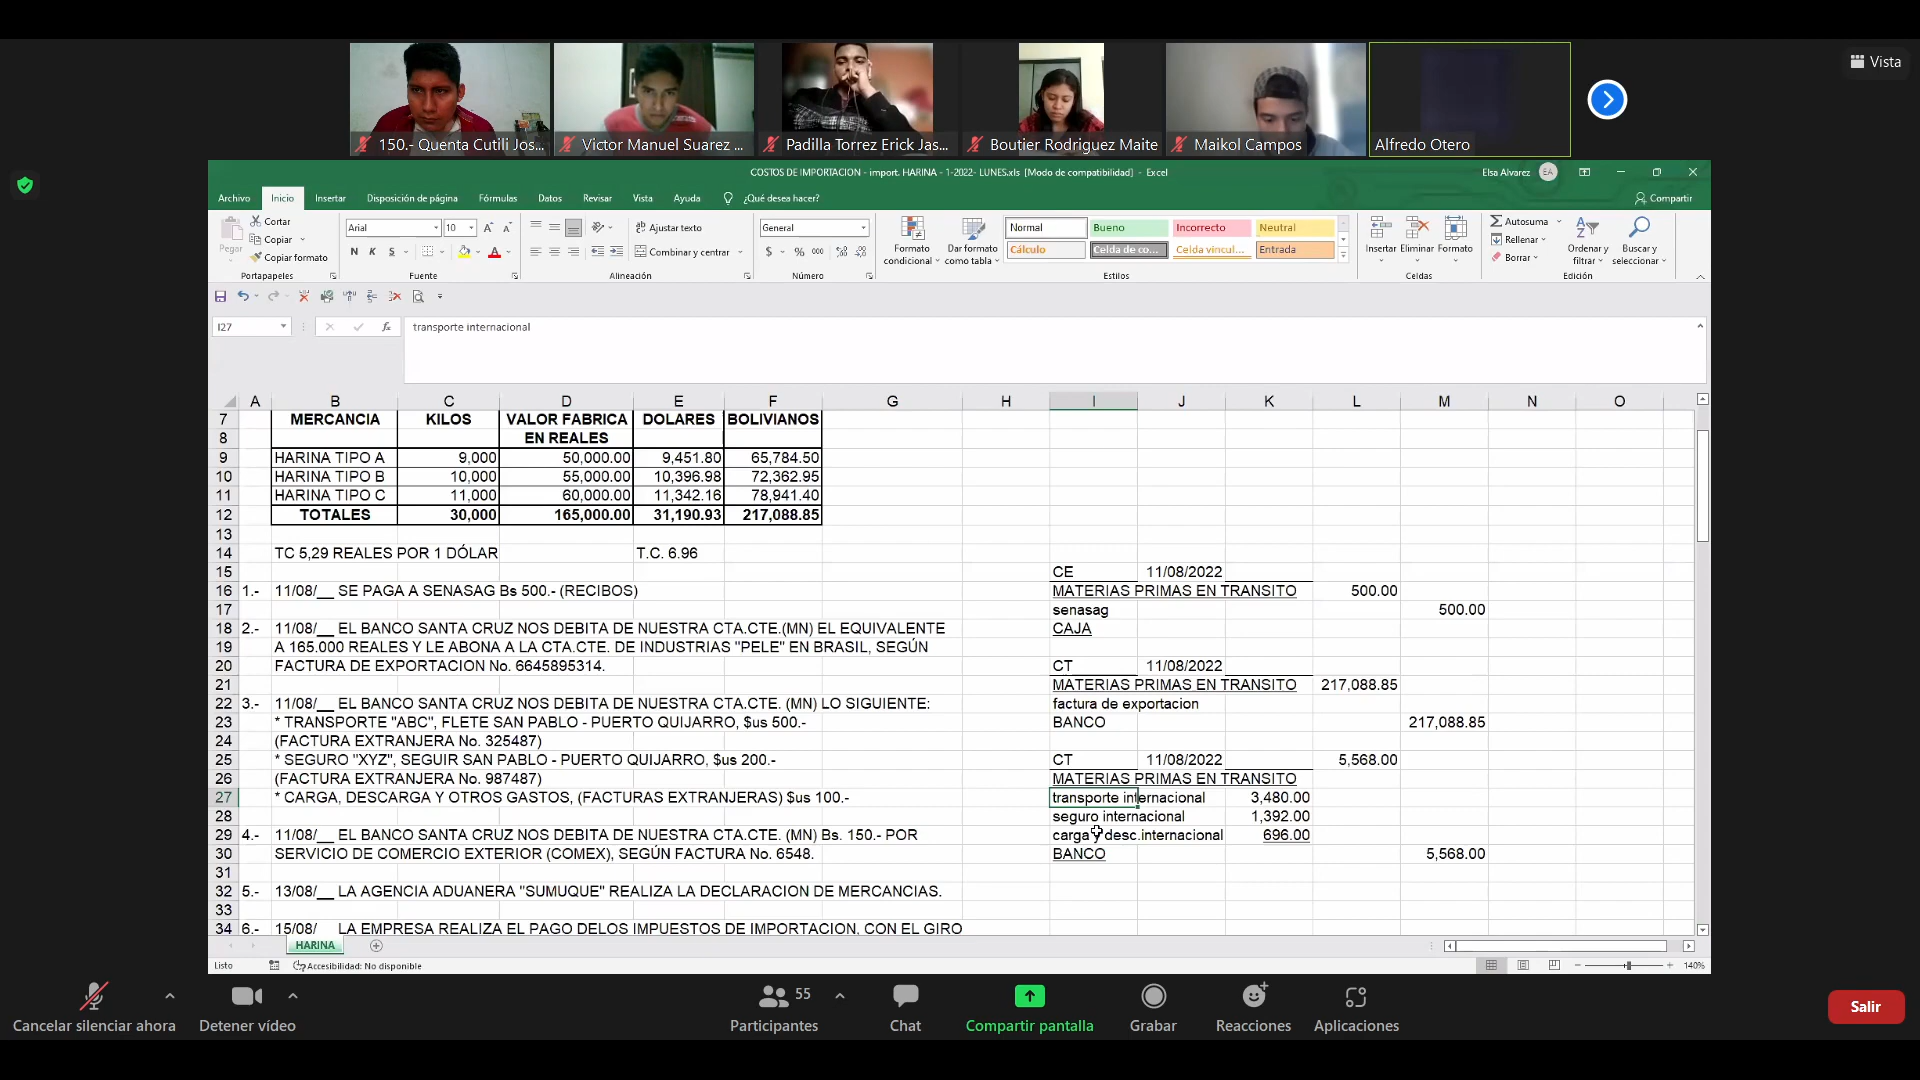 Vista
150.- Quenta Cutili Jos...
Victor Manuel Suarez ...
Padilla Torrez Erick Jas...
Boutier Rodriguez Maite
Maikol Campos
Alfredo Otero
COSTOS DE IMPORTACION - import. HARINA - 1-2022- LUNES.xls [Modo de compatibilidad] - Excel
Elsa Alvarez EA
Archivo Inicio Insertar Disposición de página Fórmulas Datos Revisar Vista Ayuda ¿Qué desea hacer? Compartir
Pegar
Cortar
Copiar
Copiar formato
Portapapeles
Arial 10
N K S
Fuente
Ajustar texto
Combinar y centrar
Alineación
General
$ % 000
Número
Formato condicional
Dar formato como tabla
Normal Bueno Incorrecto Neutral
Cálculo Celda de co... Celda vincul... Entrada
Estilos
Insertar Eliminar Formato
Celdas
Autosuma
Rellenar
Borrar
Ordenar y filtrar
Buscar y seleccionar
Edición
I27 fx transporte internacional
A B C D E F G H I J K L M N O
7 MERCANCIA KILOS VALOR FABRICA DOLARES BOLIVIANOS
8 EN REALES
9 HARINA TIPO A 9,000 50,000.00 9,451.80 65,784.50
10 HARINA TIPO B 10,000 55,000.00 10,396.98 72,362.95
11 HARINA TIPO C 11,000 60,000.00 11,342.16 78,941.40
12 TOTALES 30,000 165,000.00 31,190.93 217,088.85
13
14 TC 5,29 REALES POR 1 DÓLAR T.C. 6.96
15 CE 11/08/2022
16 1.- 11/08/__ SE PAGA A SENASAG Bs 500.- (RECIBOS) MATERIAS PRIMAS EN TRANSITO 500.00
17 senasag 500.00
18 2.- 11/08/__ EL BANCO SANTA CRUZ NOS DEBITA DE NUESTRA CTA.CTE.(MN) EL EQUIVALENTE CAJA
19 A 165.000 REALES Y LE ABONA A LA CTA.CTE. DE INDUSTRIAS "PELE" EN BRASIL, SEGÚN
20 FACTURA DE EXPORTACION No. 6645895314. CT 11/08/2022
21 MATERIAS PRIMAS EN TRANSITO 217,088.85
22 3.- 11/08/__ EL BANCO SANTA CRUZ NOS DEBITA DE NUESTRA CTA.CTE. (MN) LO SIGUIENTE: factura de exportacion
23 * TRANSPORTE "ABC", FLETE SAN PABLO - PUERTO QUIJARRO, $us 500.- BANCO 217,088.85
24 (FACTURA EXTRANJERA No. 325487)
25 * SEGURO "XYZ", SEGUIR SAN PABLO - PUERTO QUIJARRO, $us 200.- CT 11/08/2022 5,568.00
26 (FACTURA EXTRANJERA No. 987487) MATERIAS PRIMAS EN TRANSITO
27 * CARGA, DESCARGA Y OTROS GASTOS, (FACTURAS EXTRANJERAS) $us 100.- transporte internacional 3,480.00
28 seguro internacional 1,392.00
29 4.- 11/08/__ EL BANCO SANTA CRUZ NOS DEBITA DE NUESTRA CTA.CTE. (MN) Bs. 150.- POR carga y desc.internacional 696.00
30 SERVICIO DE COMERCIO EXTERIOR (COMEX), SEGÚN FACTURA No. 6548. BANCO 5,568.00
31
32 5.- 13/08/__ LA AGENCIA ADUANERA "SUMUQUE" REALIZA LA DECLARACION DE MERCANCIAS.
33
34 6.- 15/08/__ LA EMPRESA REALIZA EL PAGO DELOS IMPUESTOS DE IMPORTACION, CON EL GIRO
HARINA
Listo Accesibilidad: No disponible 140%
Cancelar silenciar ahora
Detener vídeo
55
Participantes
Chat
Compartir pantalla
Grabar
Reacciones
Aplicaciones
Salir